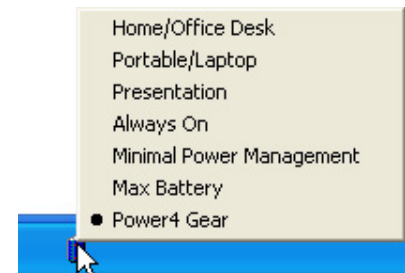 Home/Office Desk
Portable/Laptop
Presentation
Always On
Minimal Power Management
Max Battery
Power4 Gear